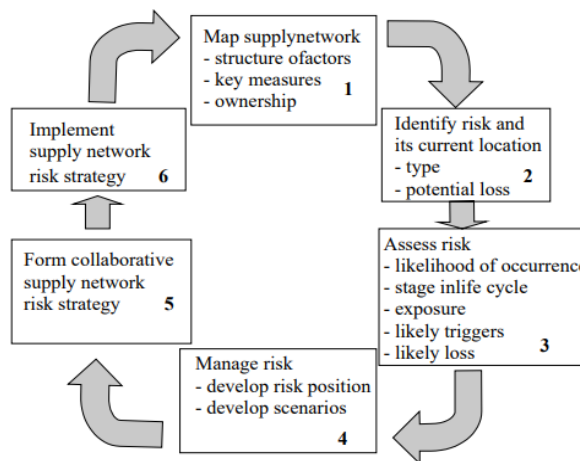 Map supplynetwork
- structure ofactors
- key measures
- ownership
1
Identify risk and
its current location
- type
- potential loss
2
Assess risk
- likelihood of occurrence
- stage inlife cycle
- exposure
- likely triggers
- likely loss
3
Manage risk
- develop risk position
- develop scenarios
4
Form collaborative
supply network
risk strategy
5
Implement
supply network
risk strategy
6